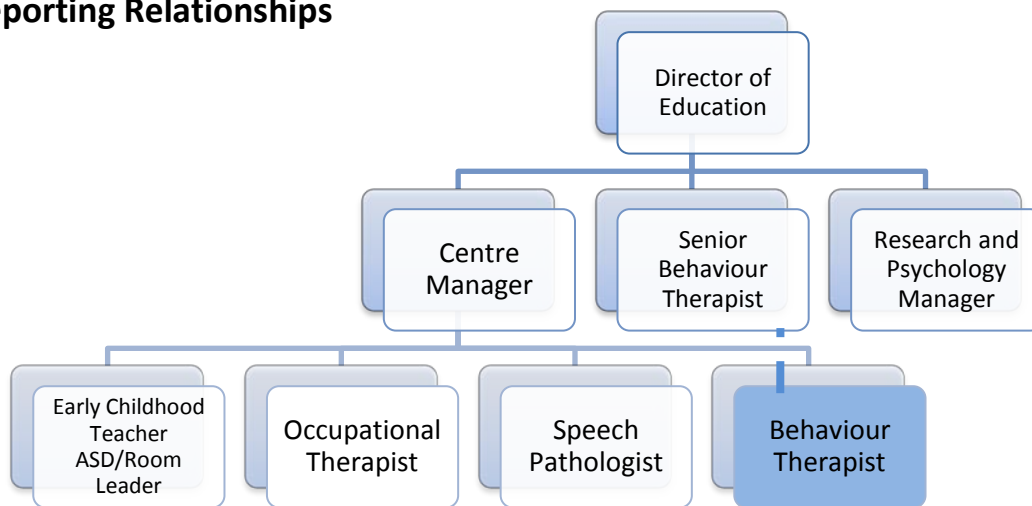 eporting Relationships
Director of
Education
Centre
Manager
Senior
Behaviour
Therapist
Research and
Psychology
Manager
Early Childhood
Teacher
ASD/Room
Leader
Occupational
Therapist
Speech
Pathologist
Behaviour
Therapist